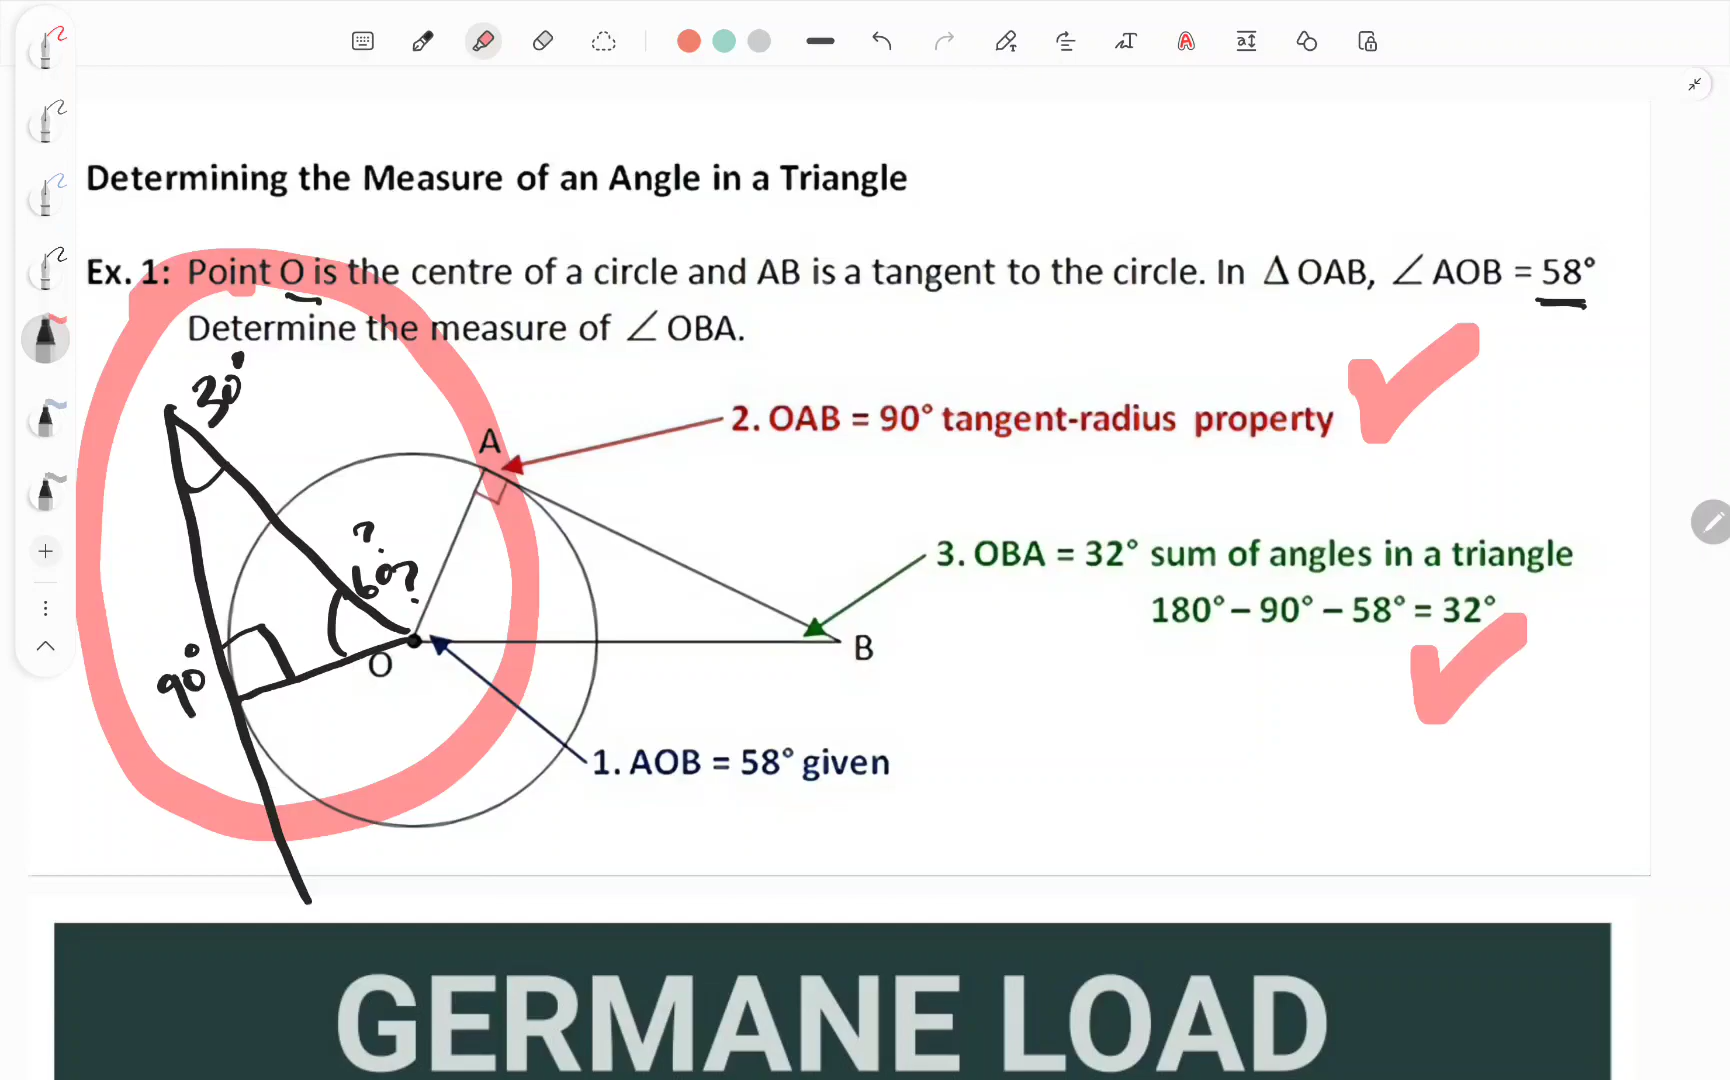 Determining the Measure of an Angle in a Triangle
Ex. 1: Point O is the centre of a circle and AB is a tangent to the circle. In Δ OAB, ∠ AOB = 58°
Determine the measure of ∠ OBA.
30°
A
2. OAB = 90° tangent-radius property
?
60?
3. OBA = 32° sum of angles in a triangle
180° – 90° – 58° = 32°
90°
O
B
1. AOB = 58° given
GERMANE LOAD